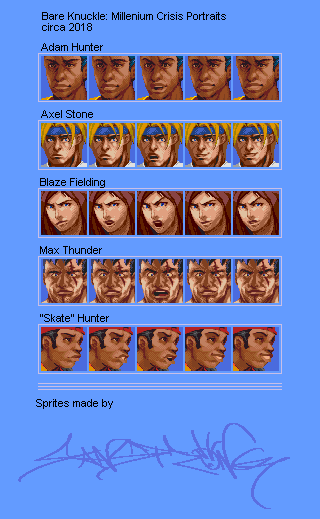 Bare Knuckle: Millenium Crisis Portraits
circa 2018
Adam Hunter
Axel Stone
Blaze Fielding
Max Thunder
"Skate" Hunter
Sprites made by